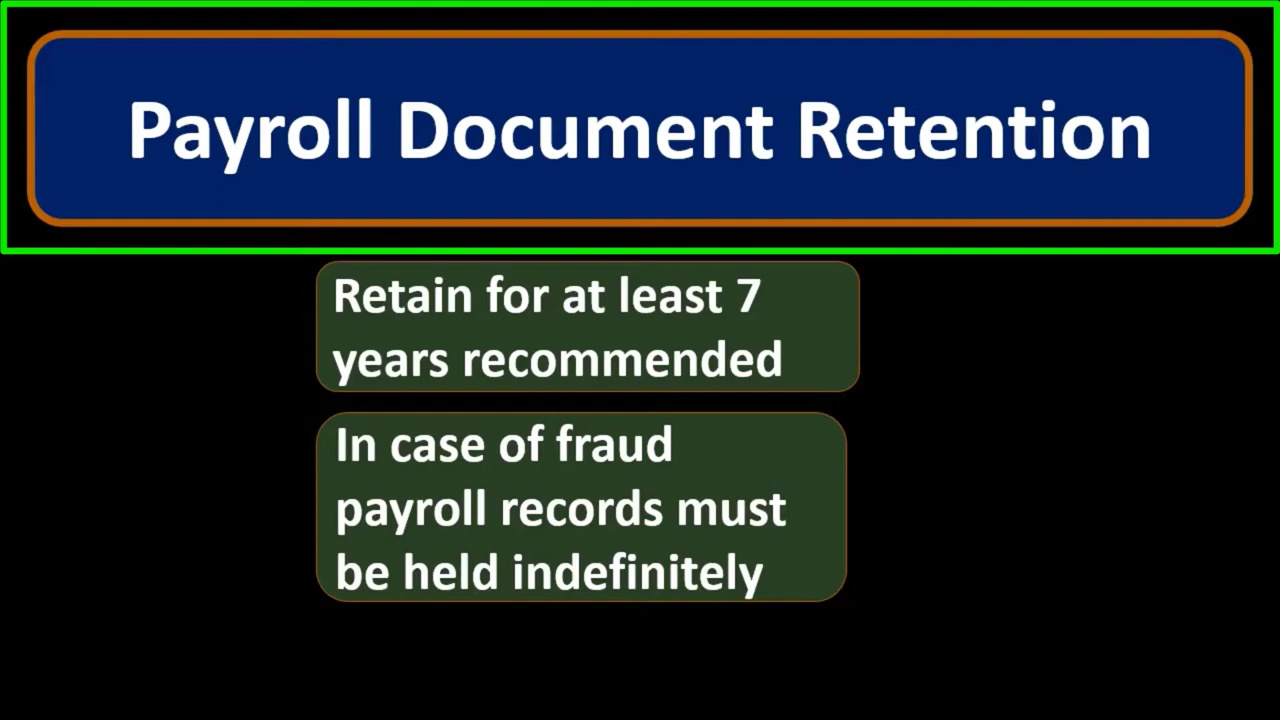 Payroll Document Retention
Retain for at least 7
years recommended
In case of fraud
payroll records must
be held indefinitely